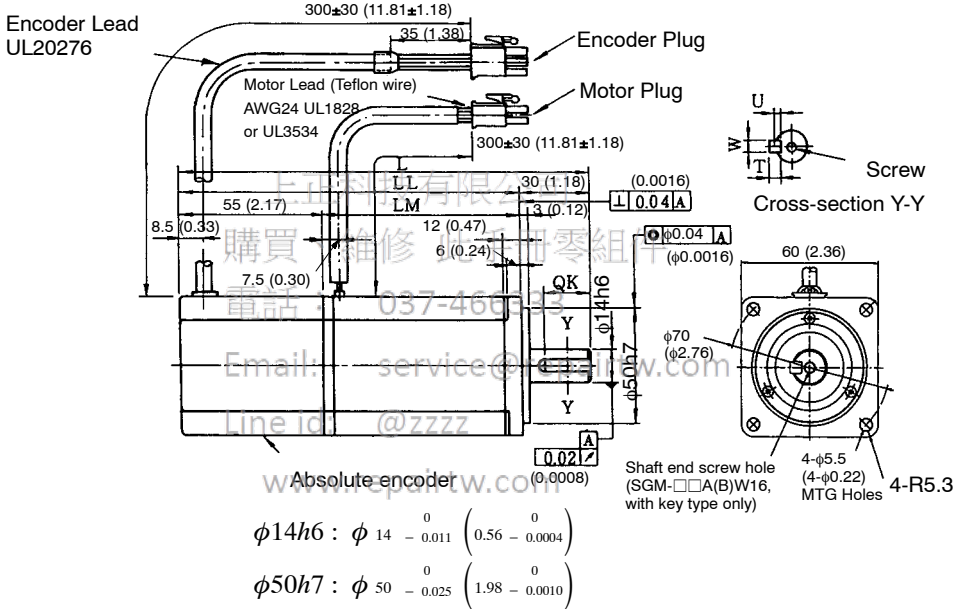 300±30 (11.81±1.18)
Encoder Lead
UL20276
35 (1.38)
Encoder Plug
Motor Lead (Teflon wire)
AWG24 UL1828
or UL3534
Motor Plug
300±30 (11.81±1.18)
U
W
T
Screw
Cross-section Y-Y
L
LL
30 (1.18)
(0.0016)
⊥ 0.04 A
55 (2.17)
LM
3 (0.12)
8.5 (0.33)
12 (0.47)
6 (0.24)
7.5 (0.30)
◎ φ0.04 A
(φ0.0016)
60 (2.36)
QK
Y
Y
φ14h6
φ50h7
φ70
(φ2.76)
A
0.02
(0.0008)
Absolute encoder
Shaft end screw hole
(SGM-□□A(B)W16,
with key type only)
4-φ5.5
(4-φ0.22)
MTG Holes
4-R5.3
上正科技有限公司
購買、維修 此手冊零組件
電話: 037-466333
Email: service@repairtw.com
Line id: @zzzz
www.repairtw.com
φ14h6 : φ 14 0 − 0.011 (0.56 0 − 0.0004)
φ50h7 : φ 50 0 − 0.025 (1.98 0 − 0.0010)